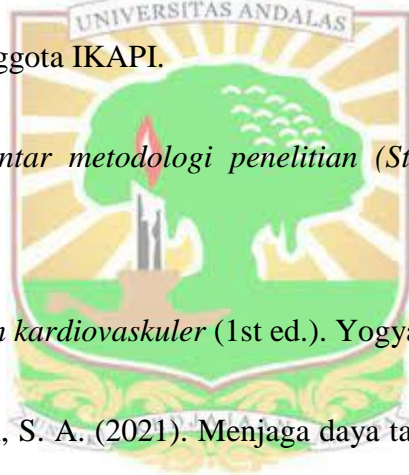 UNIVERSITAS ANDALAS
ggota IKAPI.
ntar metodologi penelitian (St
kardiovaskuler (1st ed.). Yogya
, S. A. (2021). Menjaga daya ta